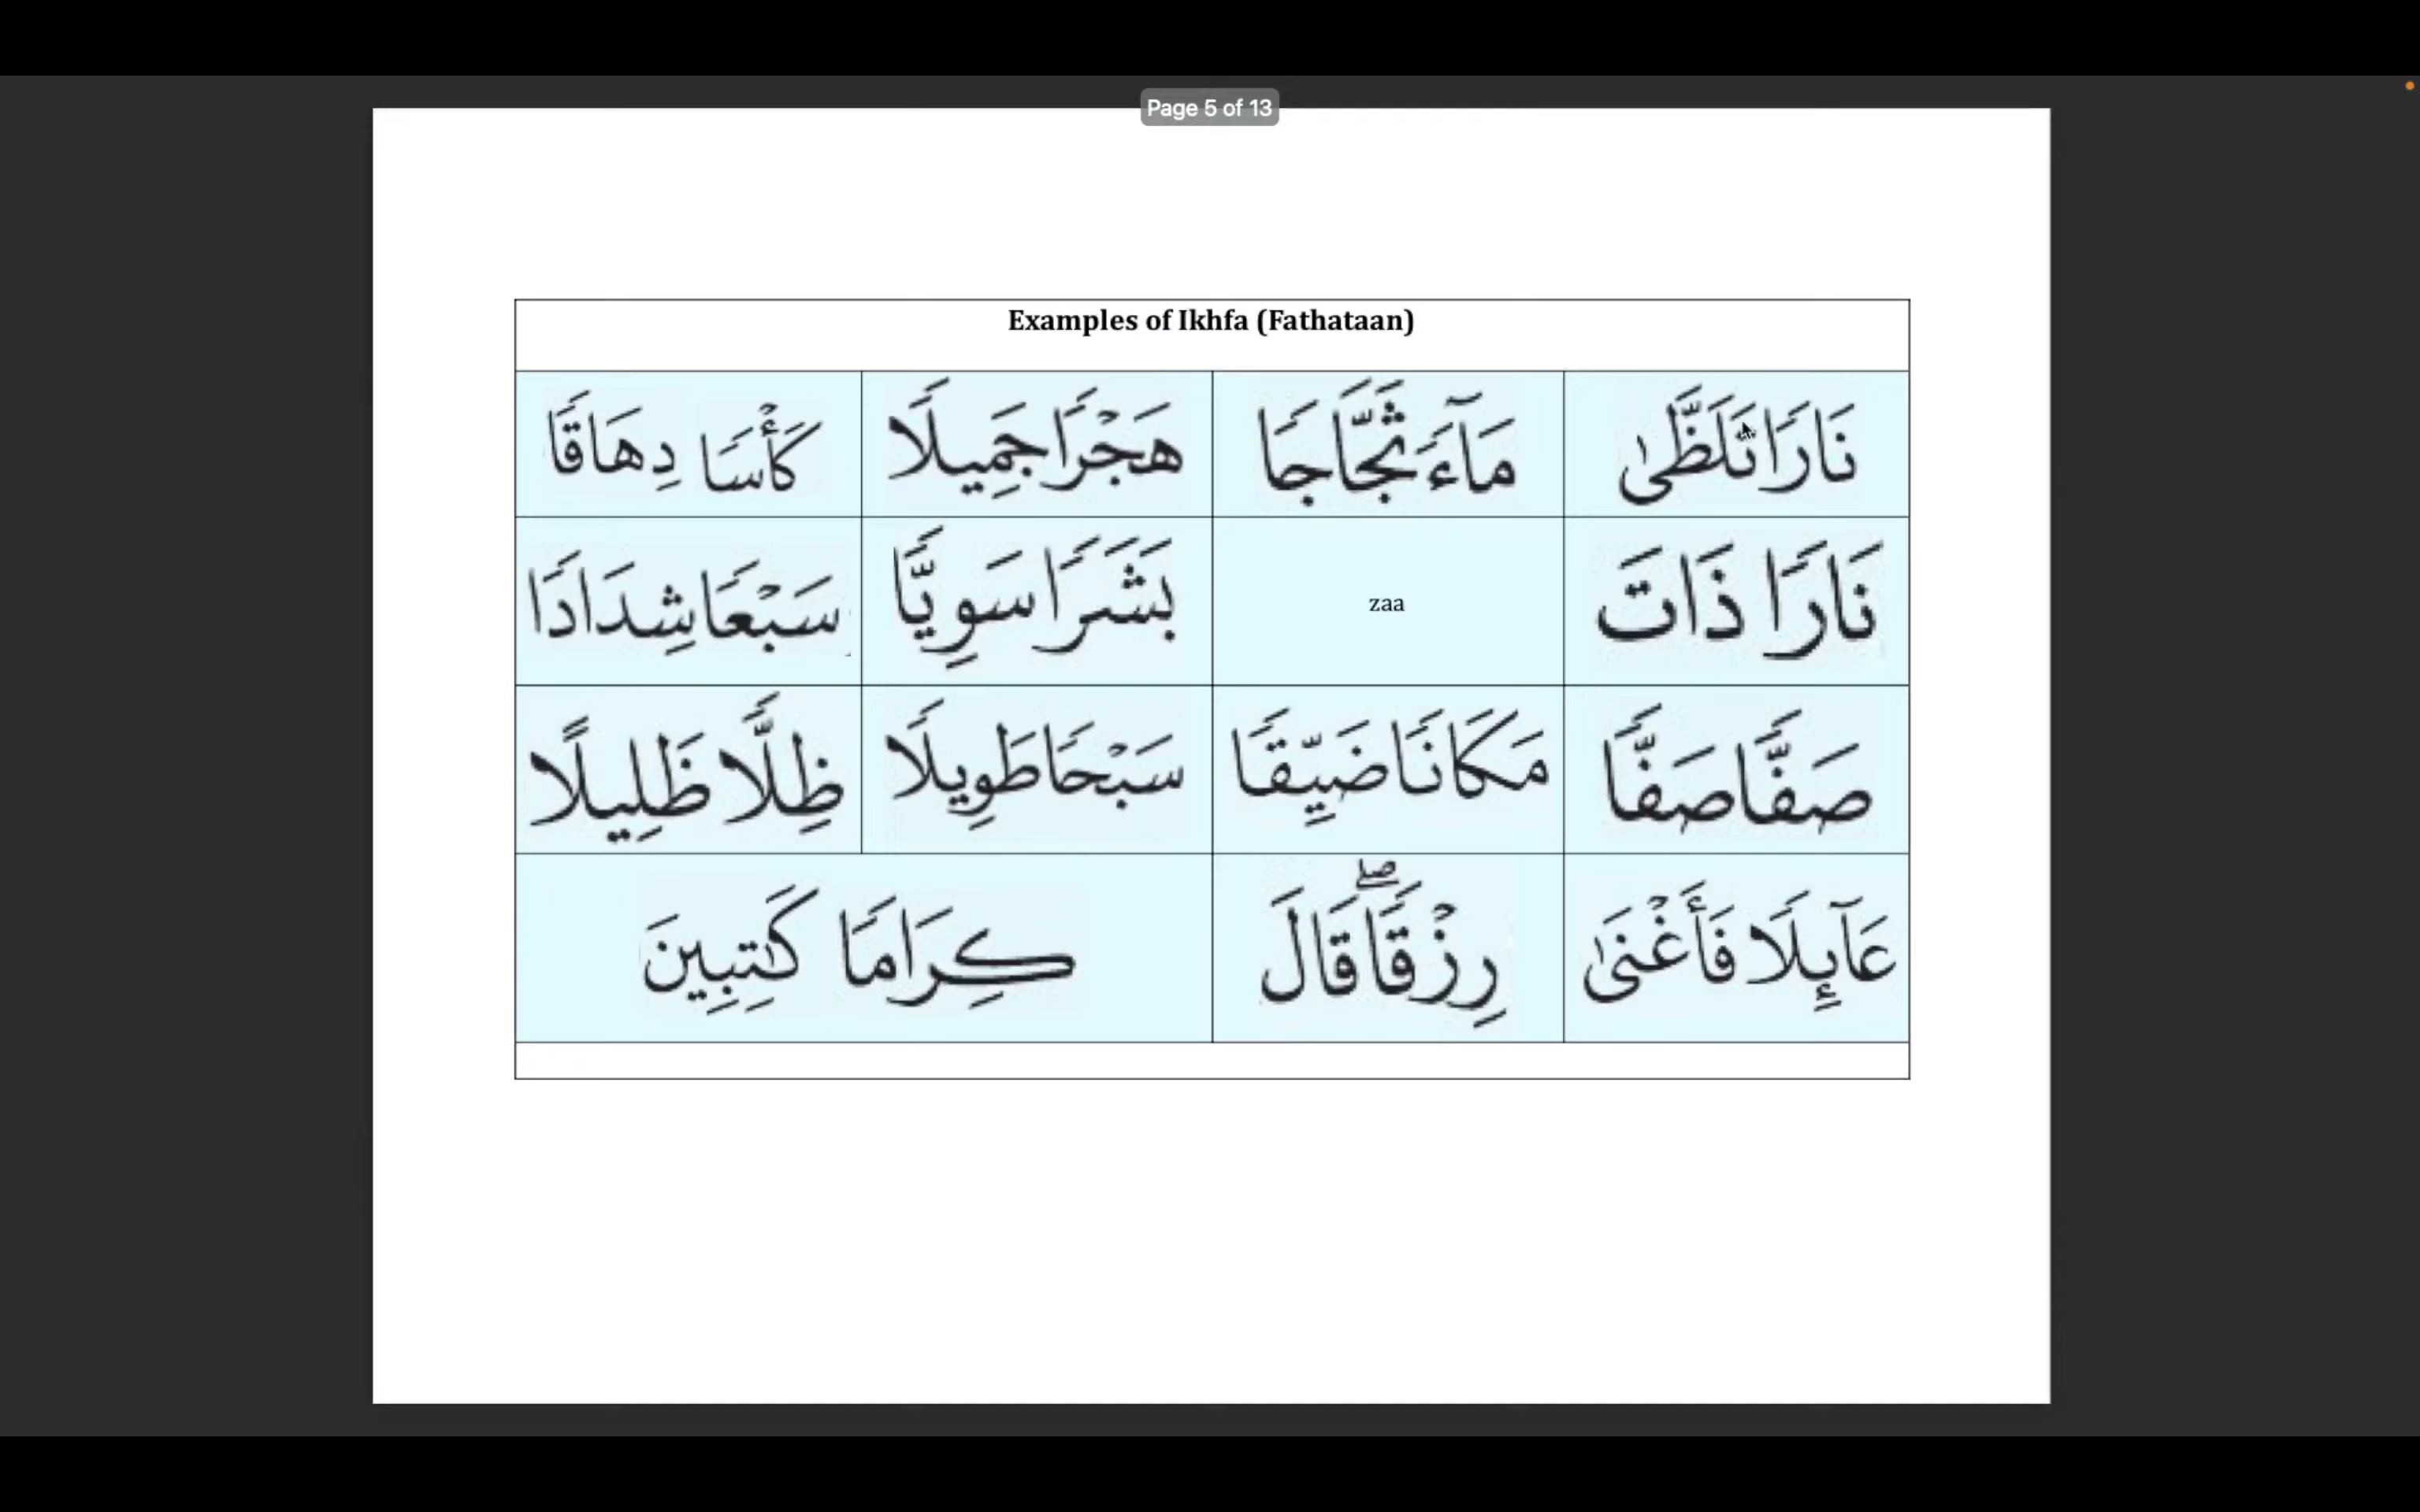 Page 5 of 13
Examples of Ikhfa (Fathataan)
نَارًا تَلَظَّىٰ
مَآءً ثَجَّاجًا
هَجْرًا جَمِيلًا
كَأْسًا دِهَاقًا
نَارًا ذَاتَ
zaa
بَشَرًا سَوِيًّا
سَبْعًا شِدَادًا
صَفًّا صَفًّا
مَكَانًا ضَيِّقًا
سَبْحًا طَوِيلًا
ظِلًّا ظَلِيلًا
عَآئِلًا فَأَغْنَىٰ
رِزْقًا ۖ قَالَ
كِرَامًا كَٰتِبِينَ